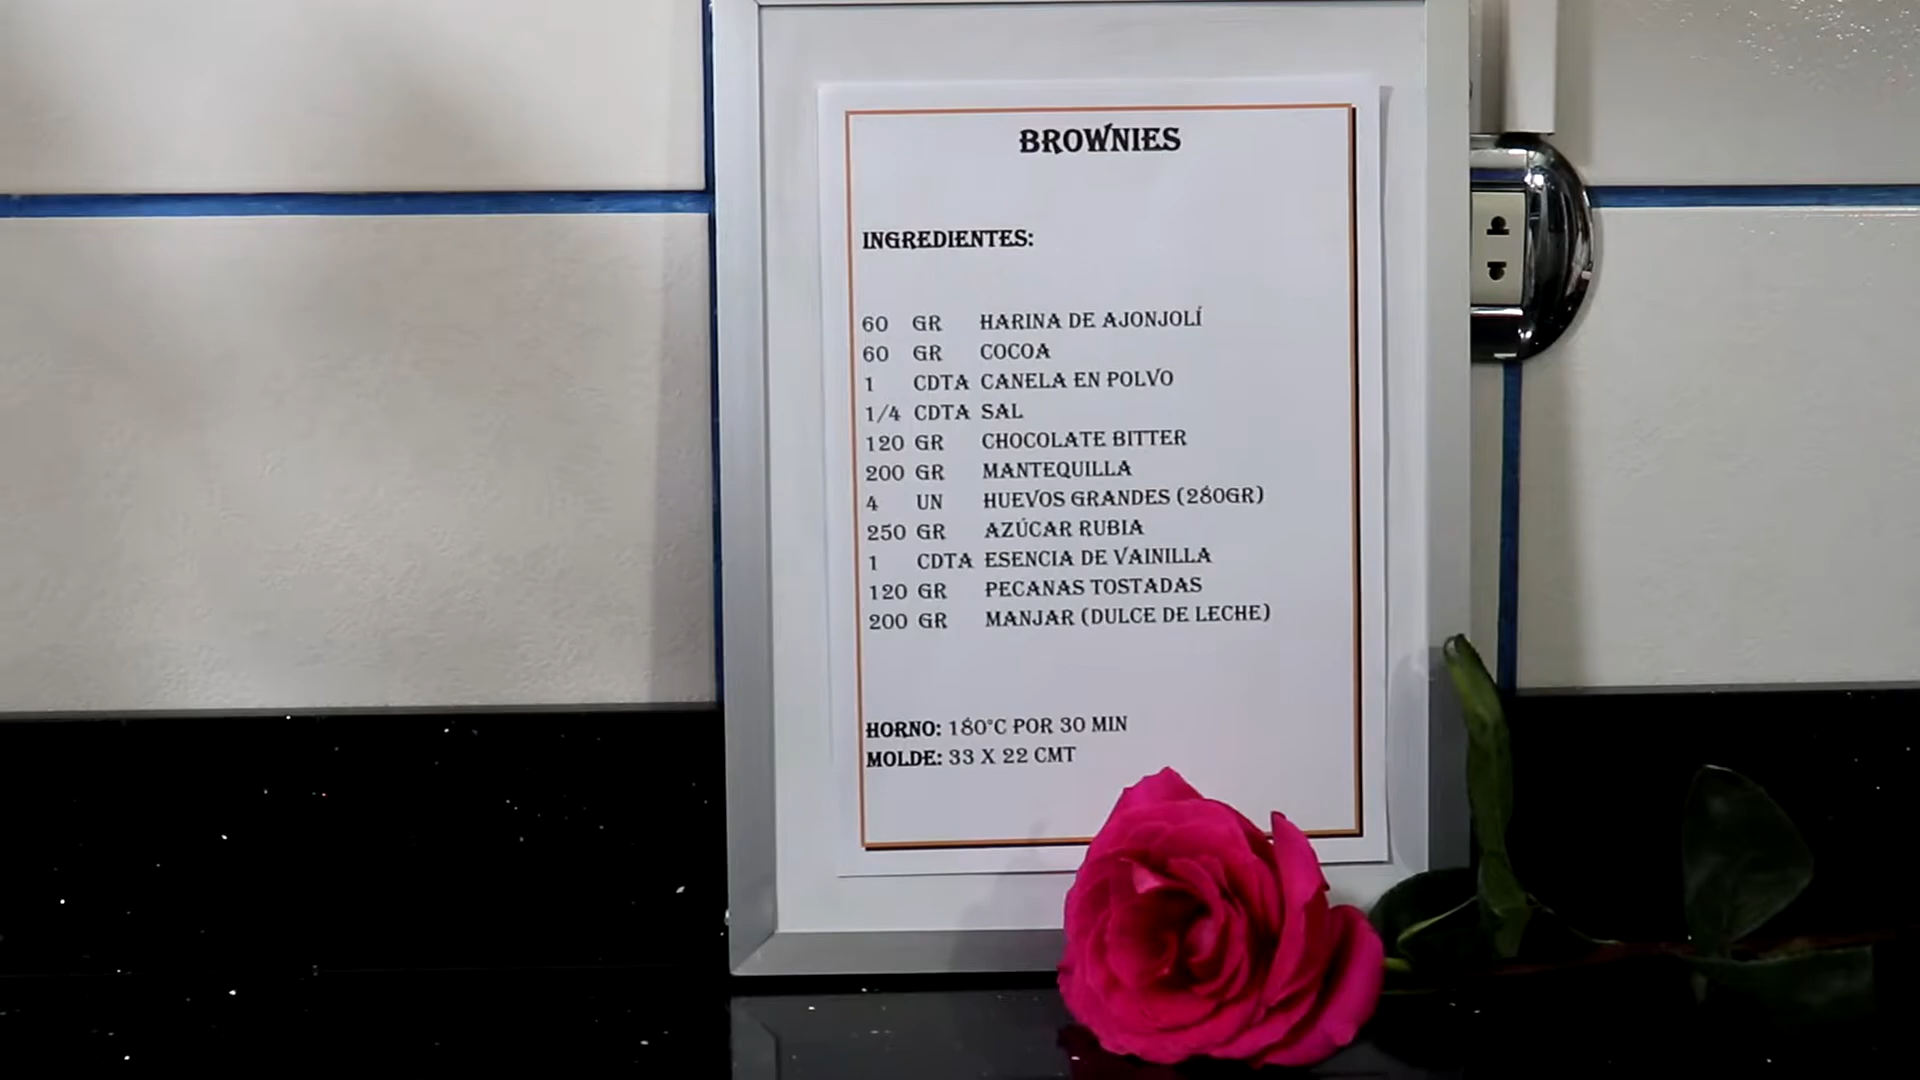 BROWNIES
INGREDIENTES:
60 GR HARINA DE AJONJOLÍ
60 GR COCOA
1 CDTA CANELA EN POLVO
1/4 CDTA SAL
120 GR CHOCOLATE BITTER
200 GR MANTEQUILLA
4 UN HUEVOS GRANDES (280GR)
250 GR AZÚCAR RUBIA
1 CDTA ESENCIA DE VAINILLA
120 GR PECANAS TOSTADAS
200 GR MANJAR (DULCE DE LECHE)
HORNO: 180°C POR 30 MIN
MOLDE: 33 X 22 CMT